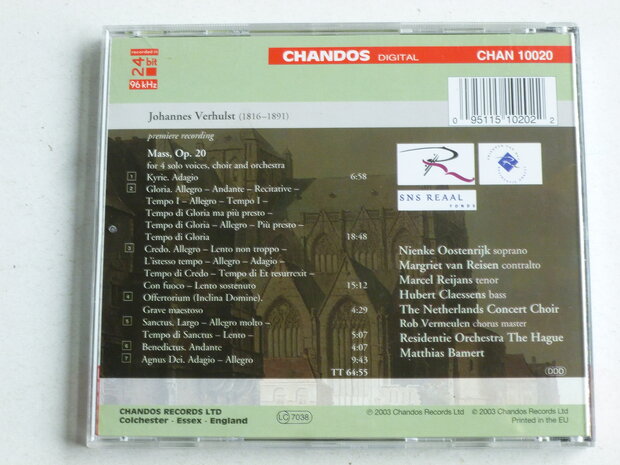 recorded in
24 bit
96 kHz
CHANDOS DIGITAL CHAN 10020
0 95115 10202 2
Johannes Verhulst (1816–1891)
premiere recording
Mass, Op. 20
for 4 solo voices, choir and orchestra
1 Kyrie. Adagio 6:58
2 Gloria. Allegro – Andante – Recitative –
Tempo I – Allegro – Tempo I –
Tempo di Gloria ma più presto –
Tempo di Gloria – Allegro – Più presto –
Tempo di Gloria 18:48
3 Credo. Allegro – Lento non troppo –
L'istesso tempo – Allegro – Adagio –
Tempo di Credo – Tempo di Et resurrexit –
Con fuoco – Lento sostenuto 15:12
4 Offertorium (Inclina Domine).
Grave maestoso 4:29
5 Sanctus. Largo – Allegro molto –
Tempo di Sanctus – Lento – 5:07
6 Benedictus. Andante 4:07
7 Agnus Dei. Adagio – Allegro 9:43
TT 64:55
SNS REAAL
FONDS
Nienke Oostenrijk soprano
Margriet van Reisen contralto
Marcel Reijans tenor
Hubert Claessens bass
The Netherlands Concert Choir
Rob Vermeulen chorus master
Residentie Orchestra The Hague
Matthias Bamert
DDD
CHANDOS RECORDS LTD
Colchester · Essex · England
LC 7038
℗ 2003 Chandos Records Ltd © 2003 Chandos Records Ltd
Printed in the EU